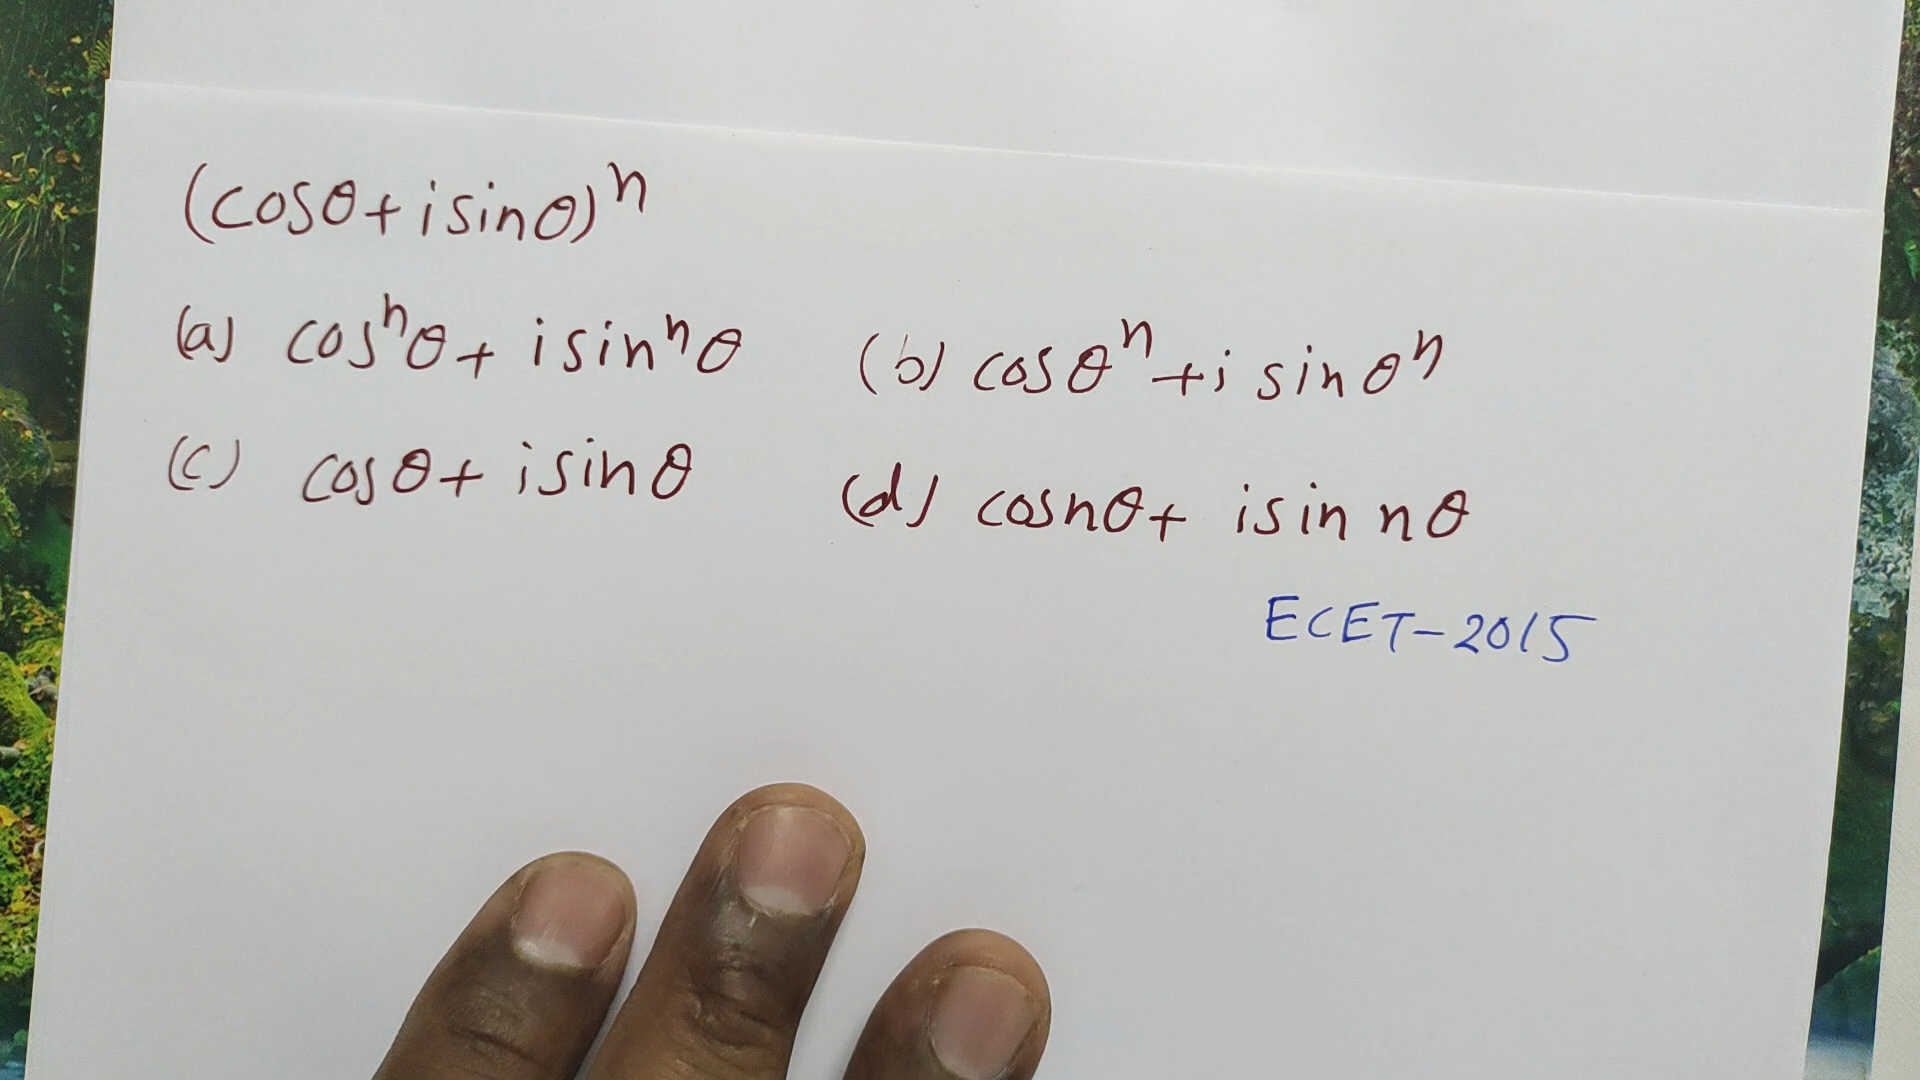 (cosθ+isinθ)ⁿ
(a) cosⁿθ+ isinⁿθ (b) cosθⁿ+i sinθⁿ
(c) cosθ+ isinθ (d) cosnθ+ isin nθ
ECET-2015